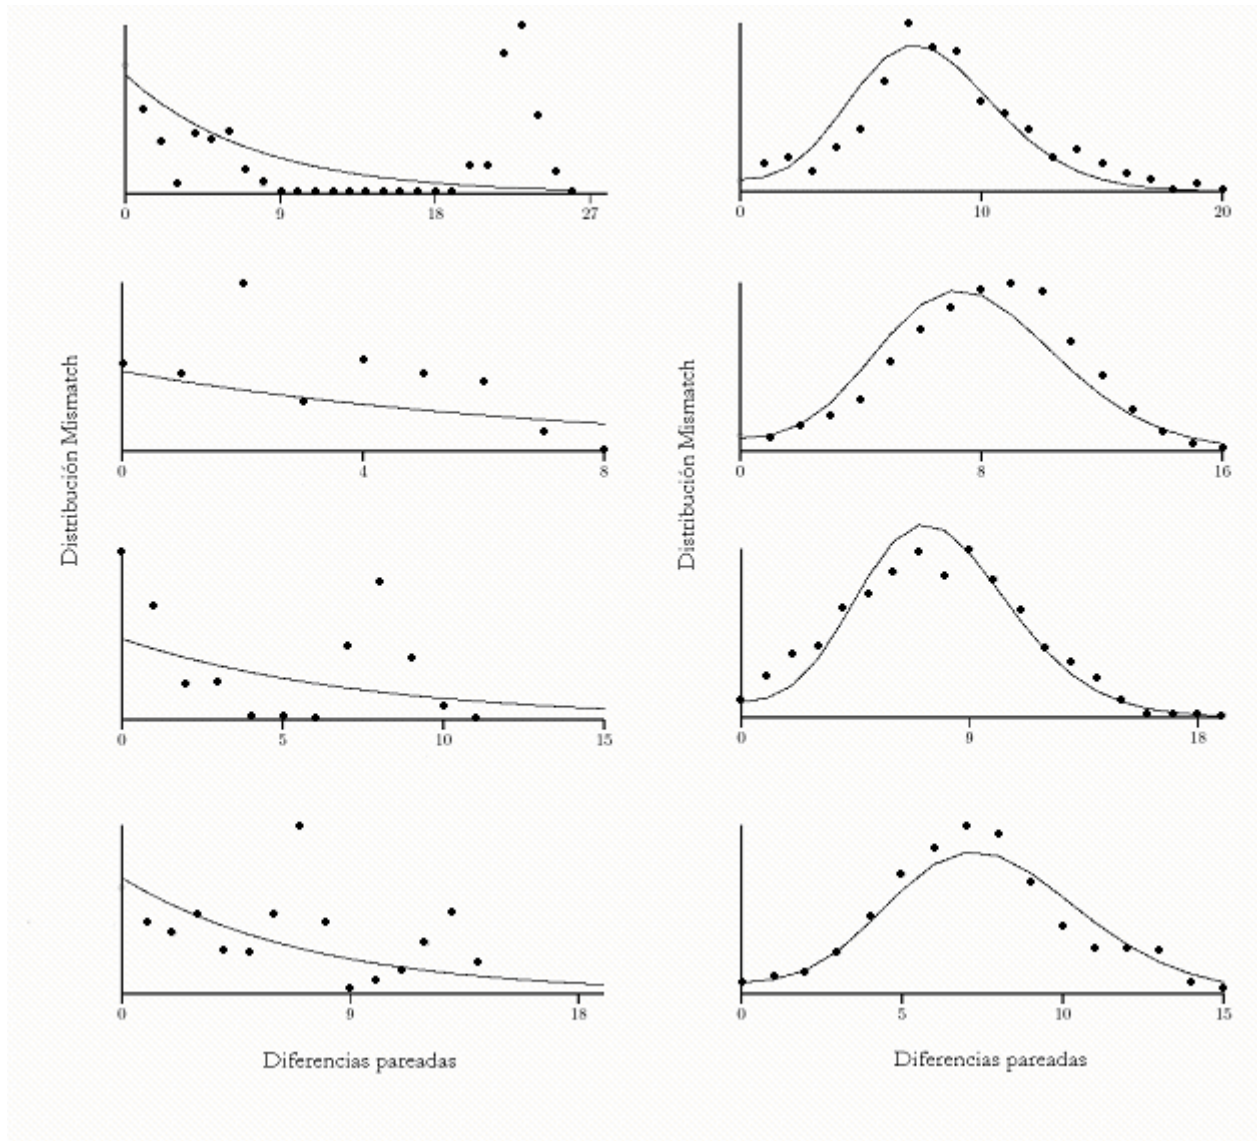 0 9 18 27
0 10 20
0 4 8
0 8 16
Distribución Mismatch
Distribución Mismatch
0 5 10 15
0 9 18
0 9 18
0 5 10 15
Diferencias pareadas
Diferencias pareadas